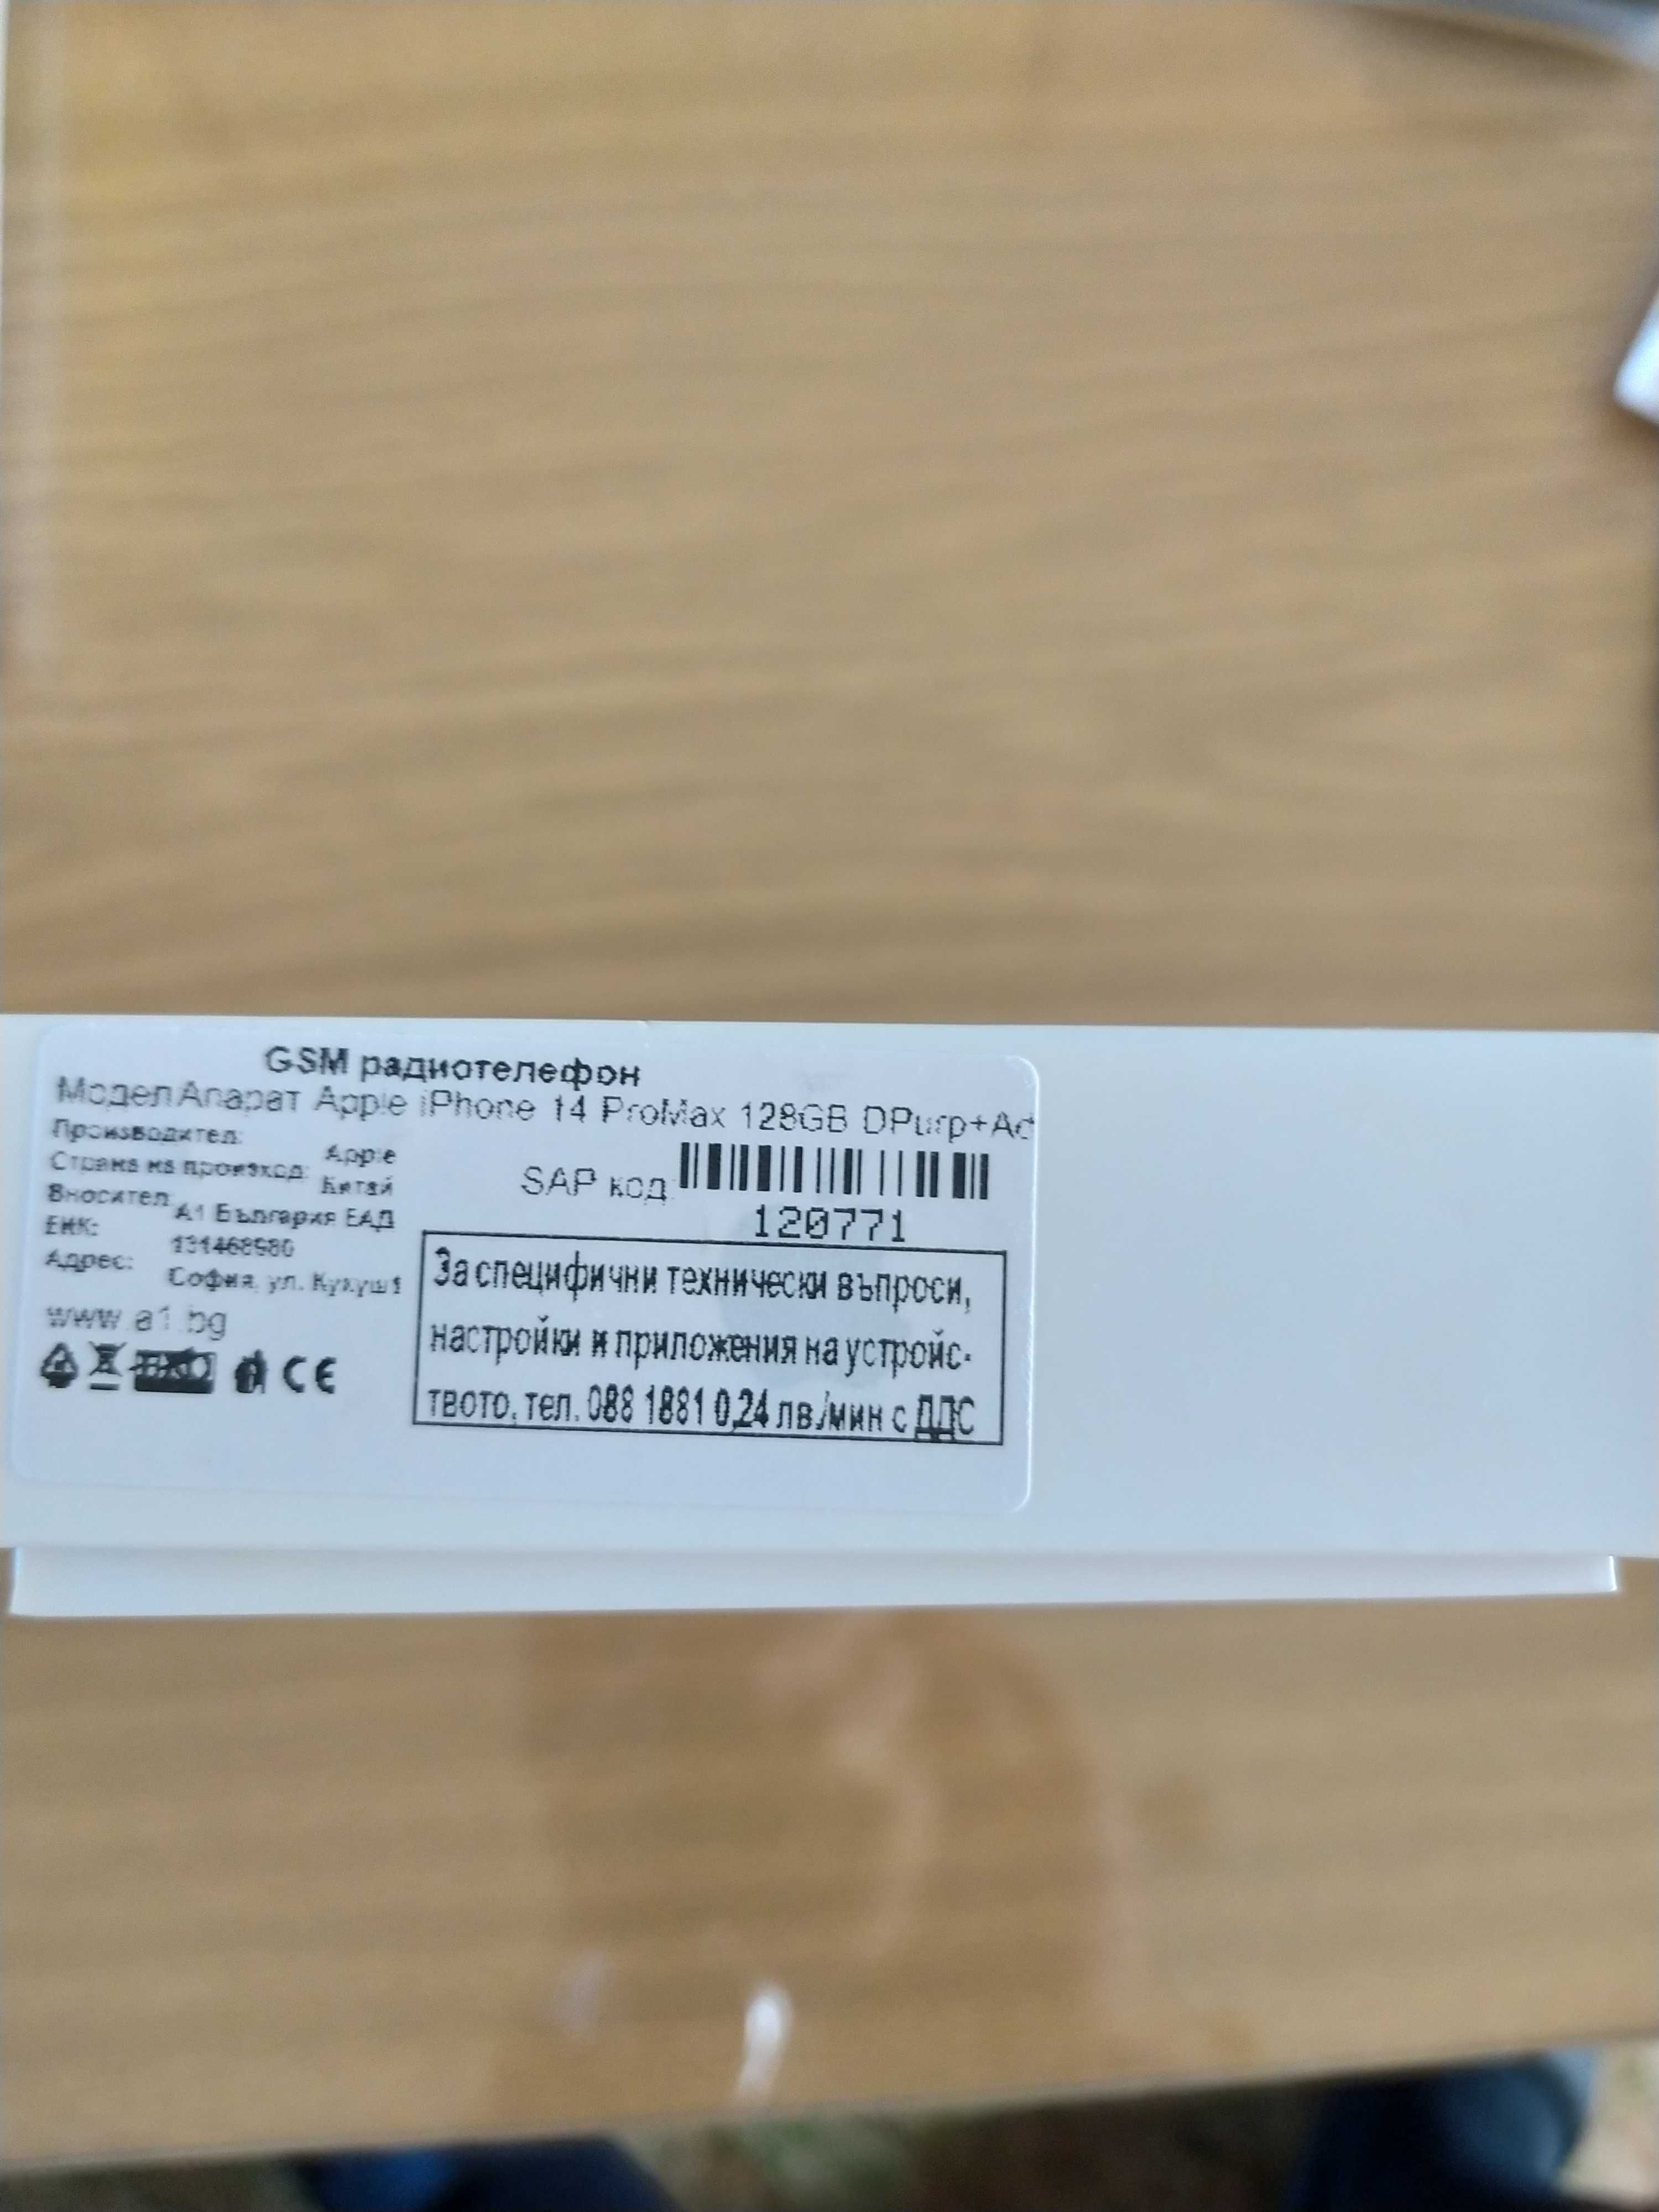 GSM радиотелефон
Модел Апарат Apple iPhone 14 ProMax 128GB DPurp+Ac
Производител: Apple
Страна на произход: Китай
Вносител: А1 България ЕАД
ЕИК: 131468980
Адрес: София, ул. Кукуш 1
www.a1.bg
CE
SAP код
120771
За специфични технически въпроси,
настройки и приложения на устройс-
твото, тел. 088 1881 0,24 лв./мин с ДДС